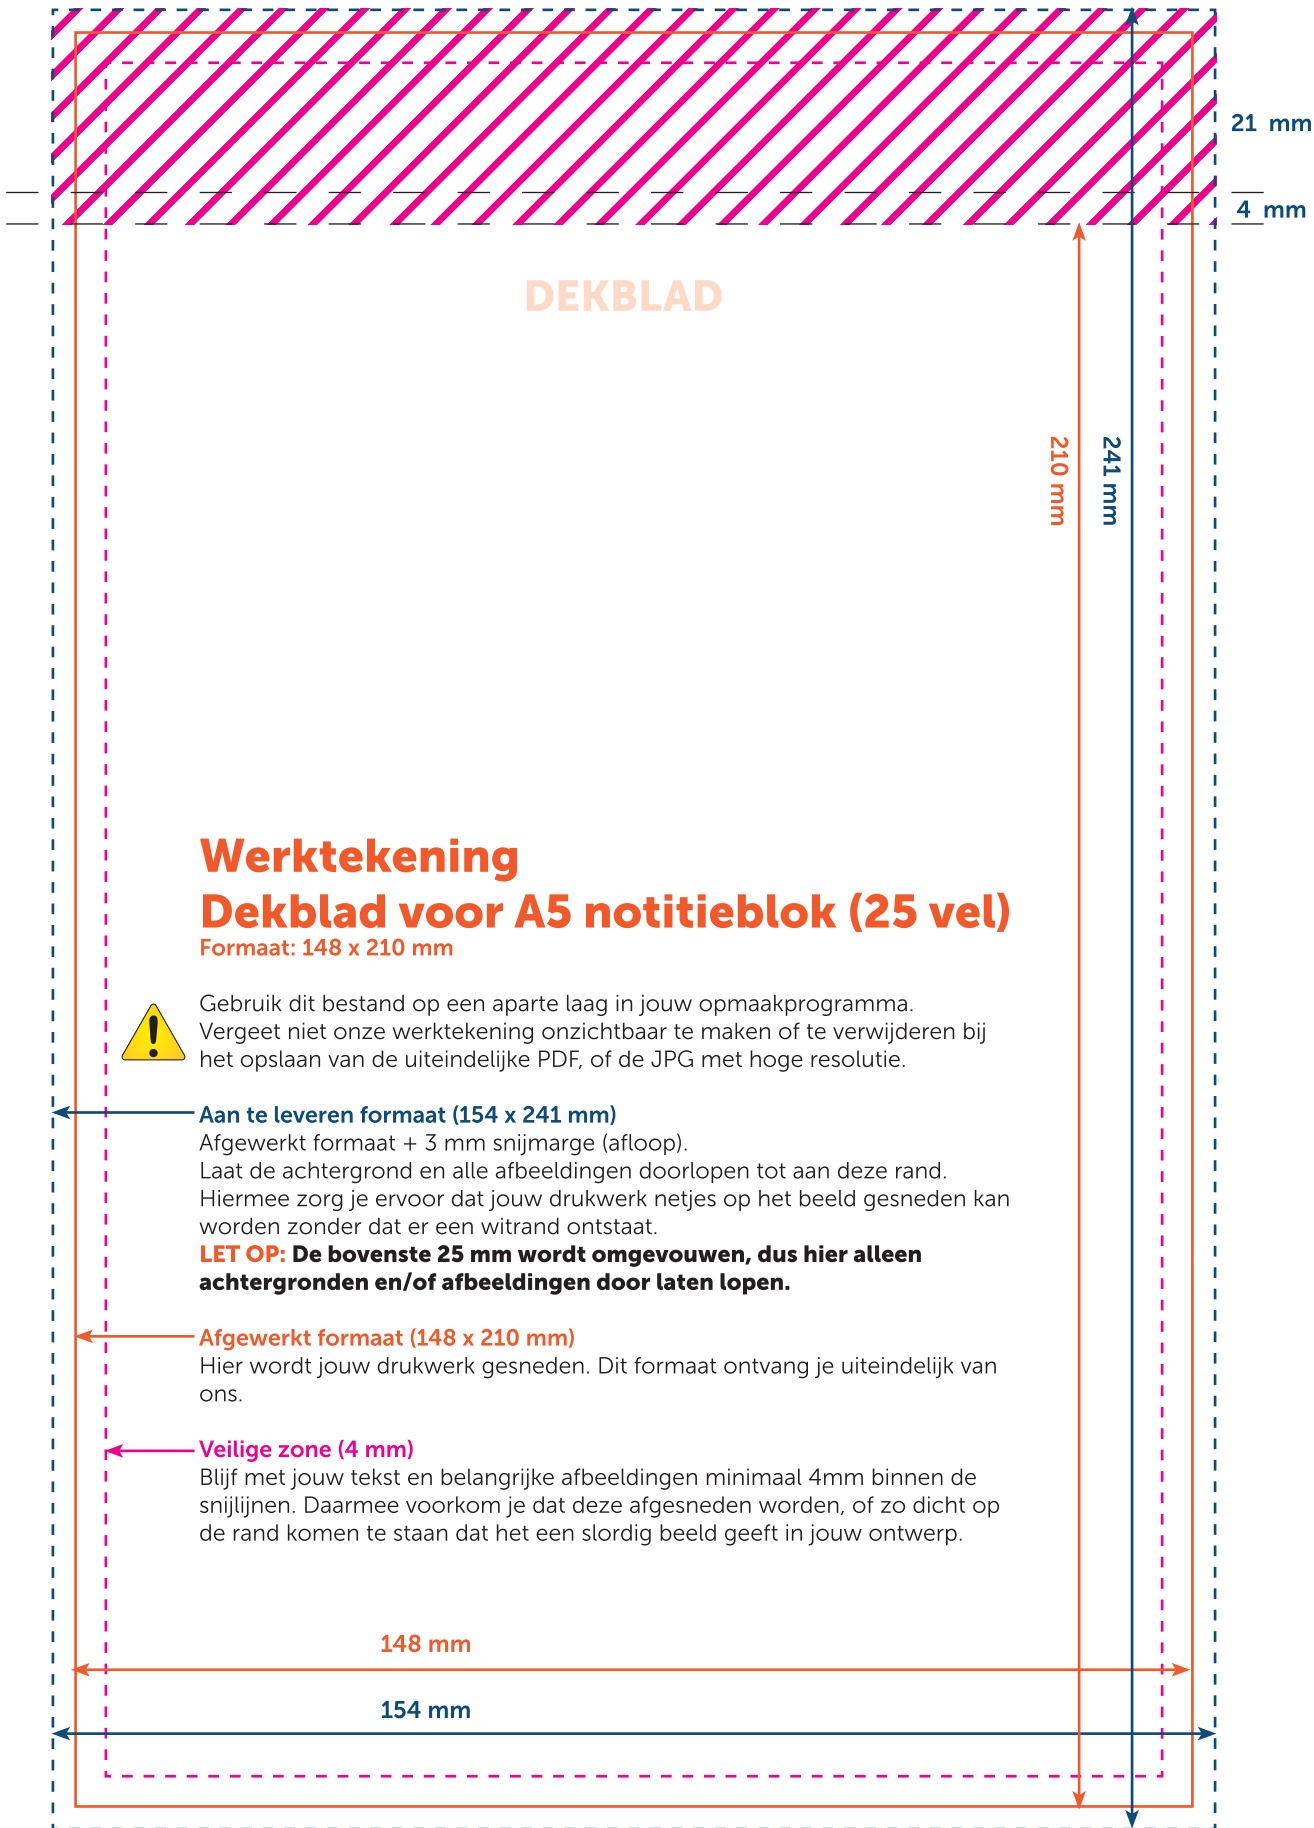 21 mm
4 mm
DEKBLAD
210 mm
241 mm
Werktekening
Dekblad voor A5 notitieblok (25 vel)
Formaat: 148 x 210 mm
Gebruik dit bestand op een aparte laag in jouw opmaakprogramma.
Vergeet niet onze werktekening onzichtbaar te maken of te verwijderen bij
het opslaan van de uiteindelijke PDF, of de JPG met hoge resolutie.
Aan te leveren formaat (154 x 241 mm)
Afgewerkt formaat + 3 mm snijmarge (afloop).
Laat de achtergrond en alle afbeeldingen doorlopen tot aan deze rand.
Hiermee zorg je ervoor dat jouw drukwerk netjes op het beeld gesneden kan
worden zonder dat er een witrand ontstaat.
LET OP: De bovenste 25 mm wordt omgevouwen, dus hier alleen
achtergronden en/of afbeeldingen door laten lopen.
Afgewerkt formaat (148 x 210 mm)
Hier wordt jouw drukwerk gesneden. Dit formaat ontvang je uiteindelijk van
ons.
Veilige zone (4 mm)
Blijf met jouw tekst en belangrijke afbeeldingen minimaal 4mm binnen de
snijlijnen. Daarmee voorkom je dat deze afgesneden worden, of zo dicht op
de rand komen te staan dat het een slordig beeld geeft in jouw ontwerp.
148 mm
154 mm